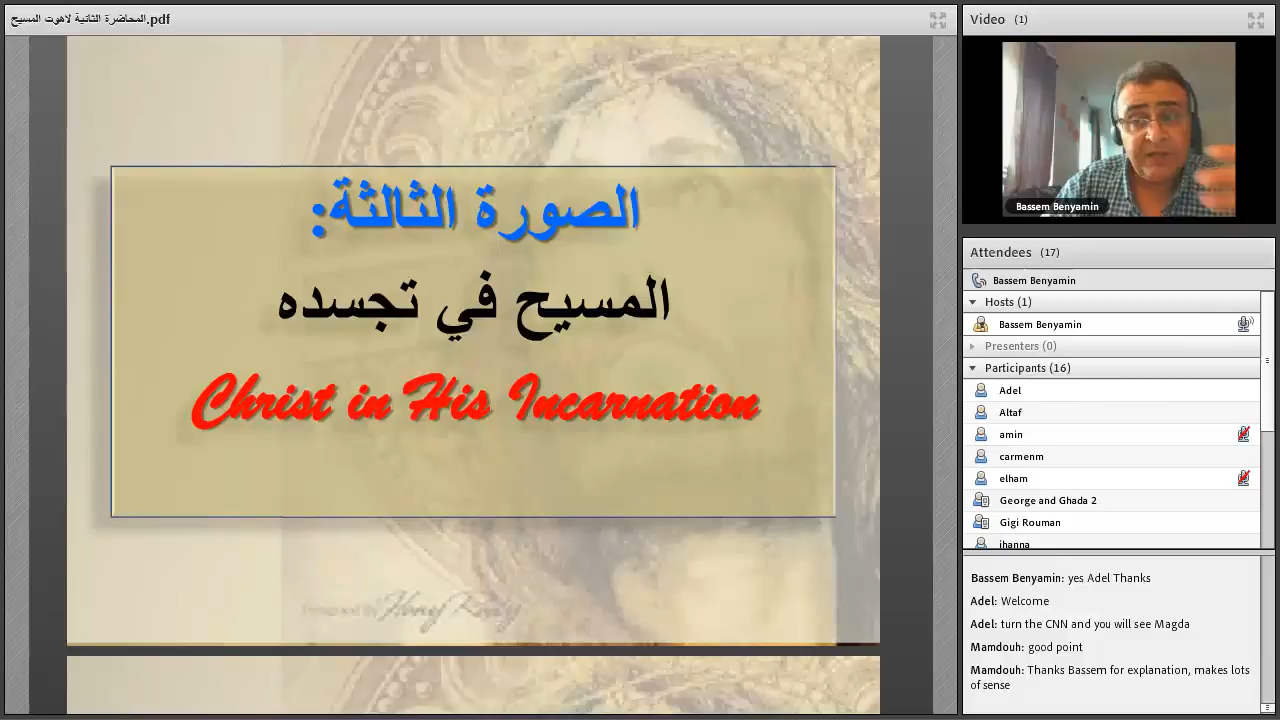 المحاضرة الثانية لاهوت المسيح.pdf
الصورة الثالثة:
المسيح في تجسده
Christ in His Incarnation
Video (1)
Bassem Benyamin
Attendees (17)
Bassem Benyamin
Hosts (1)
Bassem Benyamin
Presenters (0)
Participants (16)
Adel
Altaf
amin
carmenm
elham
George and Ghada 2
Gigi Rouman
ihanna
Bassem Benyamin: yes Adel Thanks
Adel: Welcome
Adel: turn the CNN and you will see Magda
Mamdouh: good point
Mamdouh: Thanks Bassem for explanation, makes lots
of sense